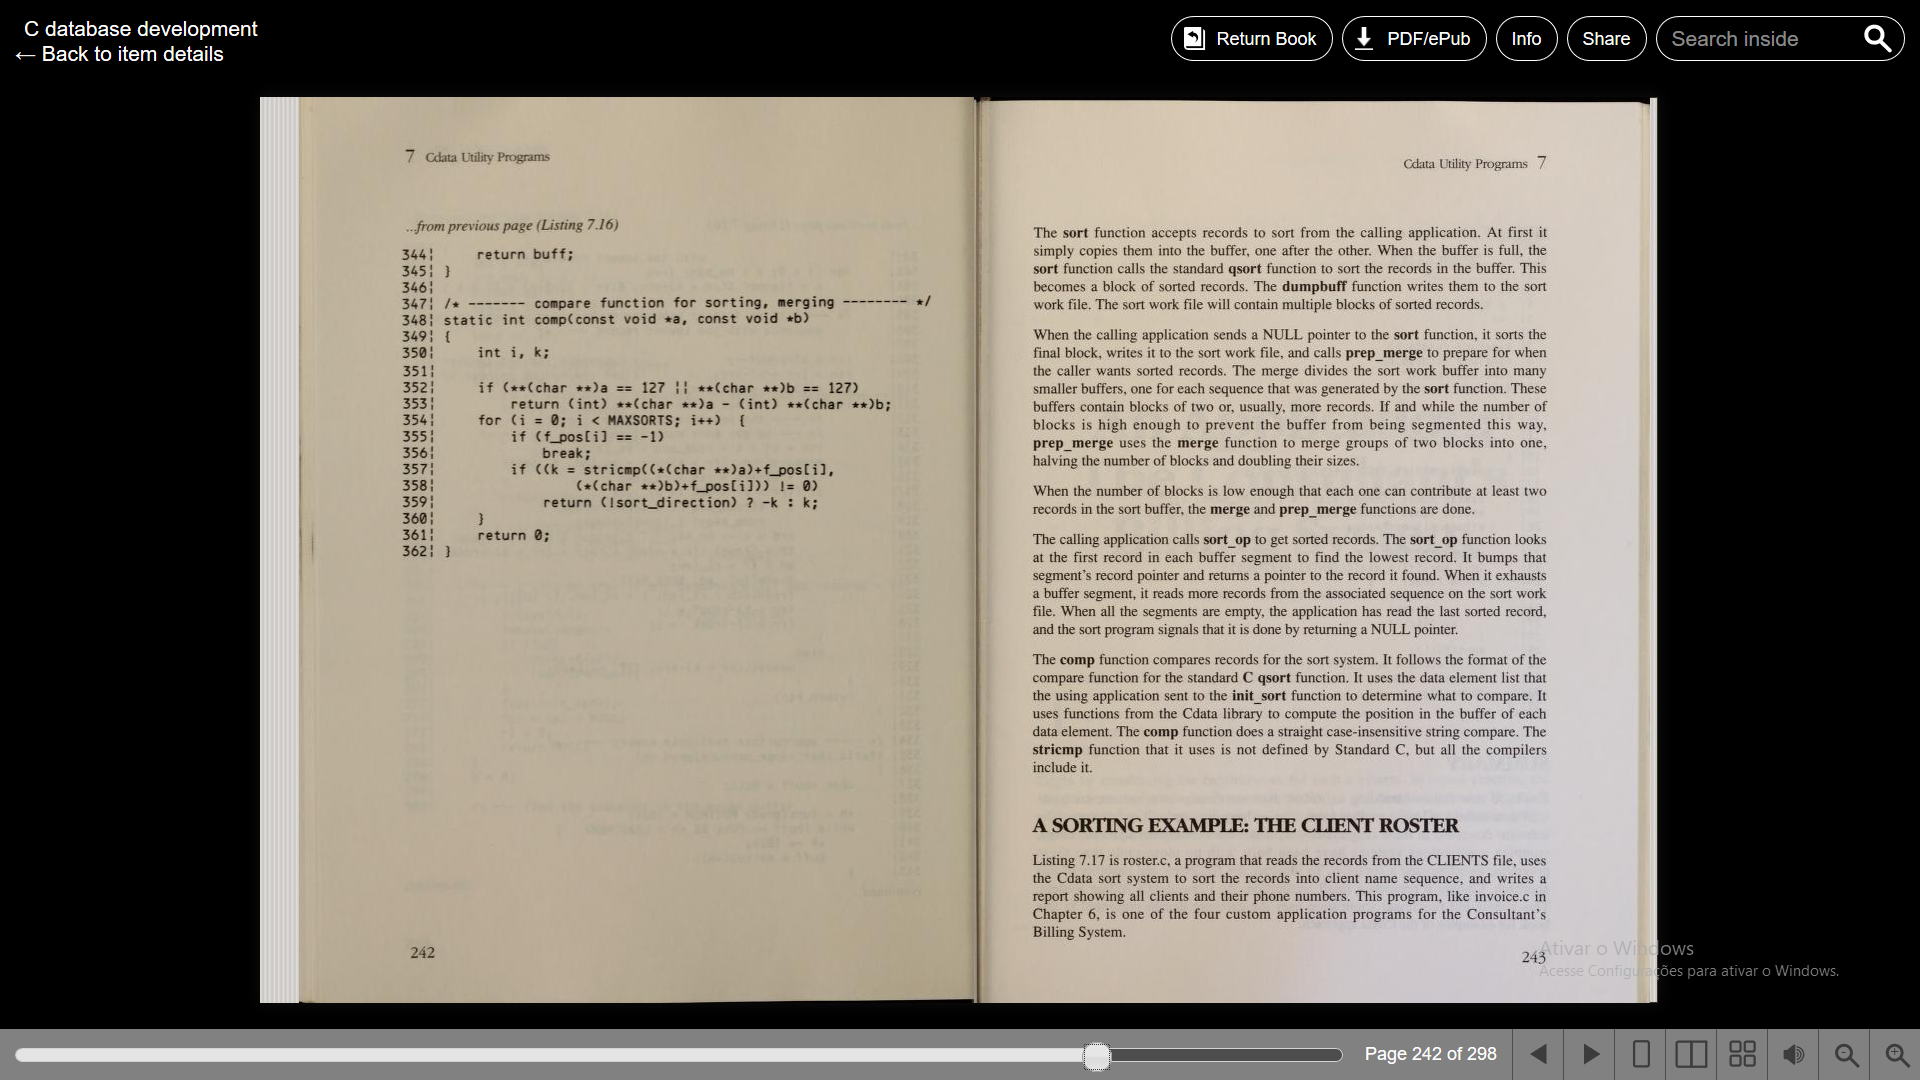 C database development
← Back to item details
Return Book
PDF/ePub
Info
Share
Search inside
7 Cdata Utility Programs
...from previous page (Listing 7.16)
344¦     return buff;
345¦ }
346¦
347¦ /* ------- compare function for sorting, merging -------- */
348¦ static int comp(const void *a, const void *b)
349¦ {
350¦     int i, k;
351¦
352¦     if (**(char **)a == 127 ¦¦ **(char **)b == 127)
353¦         return (int) **(char **)a - (int) **(char **)b;
354¦     for (i = 0; i < MAXSORTS; i++)  {
355¦         if (f_pos[i] == -1)
356¦             break;
357¦         if ((k = stricmp((*(char **)a)+f_pos[i],
358¦                 (*(char **)b)+f_pos[i])) != 0)
359¦             return (!sort_direction) ? -k : k;
360¦     }
361¦     return 0;
362¦ }
242
Cdata Utility Programs 7
The sort function accepts records to sort from the calling application. At first it
simply copies them into the buffer, one after the other. When the buffer is full, the
sort function calls the standard qsort function to sort the records in the buffer. This
becomes a block of sorted records. The dumpbuff function writes them to the sort
work file. The sort work file will contain multiple blocks of sorted records.
When the calling application sends a NULL pointer to the sort function, it sorts the
final block, writes it to the sort work file, and calls prep_merge to prepare for when
the caller wants sorted records. The merge divides the sort work buffer into many
smaller buffers, one for each sequence that was generated by the sort function. These
buffers contain blocks of two or, usually, more records. If and while the number of
blocks is high enough to prevent the buffer from being segmented this way,
prep_merge uses the merge function to merge groups of two blocks into one,
halving the number of blocks and doubling their sizes.
When the number of blocks is low enough that each one can contribute at least two
records in the sort buffer, the merge and prep_merge functions are done.
The calling application calls sort_op to get sorted records. The sort_op function looks
at the first record in each buffer segment to find the lowest record. It bumps that
segment's record pointer and returns a pointer to the record it found. When it exhausts
a buffer segment, it reads more records from the associated sequence on the sort work
file. When all the segments are empty, the application has read the last sorted record,
and the sort program signals that it is done by returning a NULL pointer.
The comp function compares records for the sort system. It follows the format of the
compare function for the standard C qsort function. It uses the data element list that
the using application sent to the init_sort function to determine what to compare. It
uses functions from the Cdata library to compute the position in the buffer of each
data element. The comp function does a straight case-insensitive string compare. The
stricmp function that it uses is not defined by Standard C, but all the compilers
include it.
A SORTING EXAMPLE: THE CLIENT ROSTER
Listing 7.17 is roster.c, a program that reads the records from the CLIENTS file, uses
the Cdata sort system to sort the records into client name sequence, and writes a
report showing all clients and their phone numbers. This program, like invoice.c in
Chapter 6, is one of the four custom application programs for the Consultant's
Billing System.
243
Ativar o Windows
Acesse Configurações para ativar o Windows.
Page 242 of 298